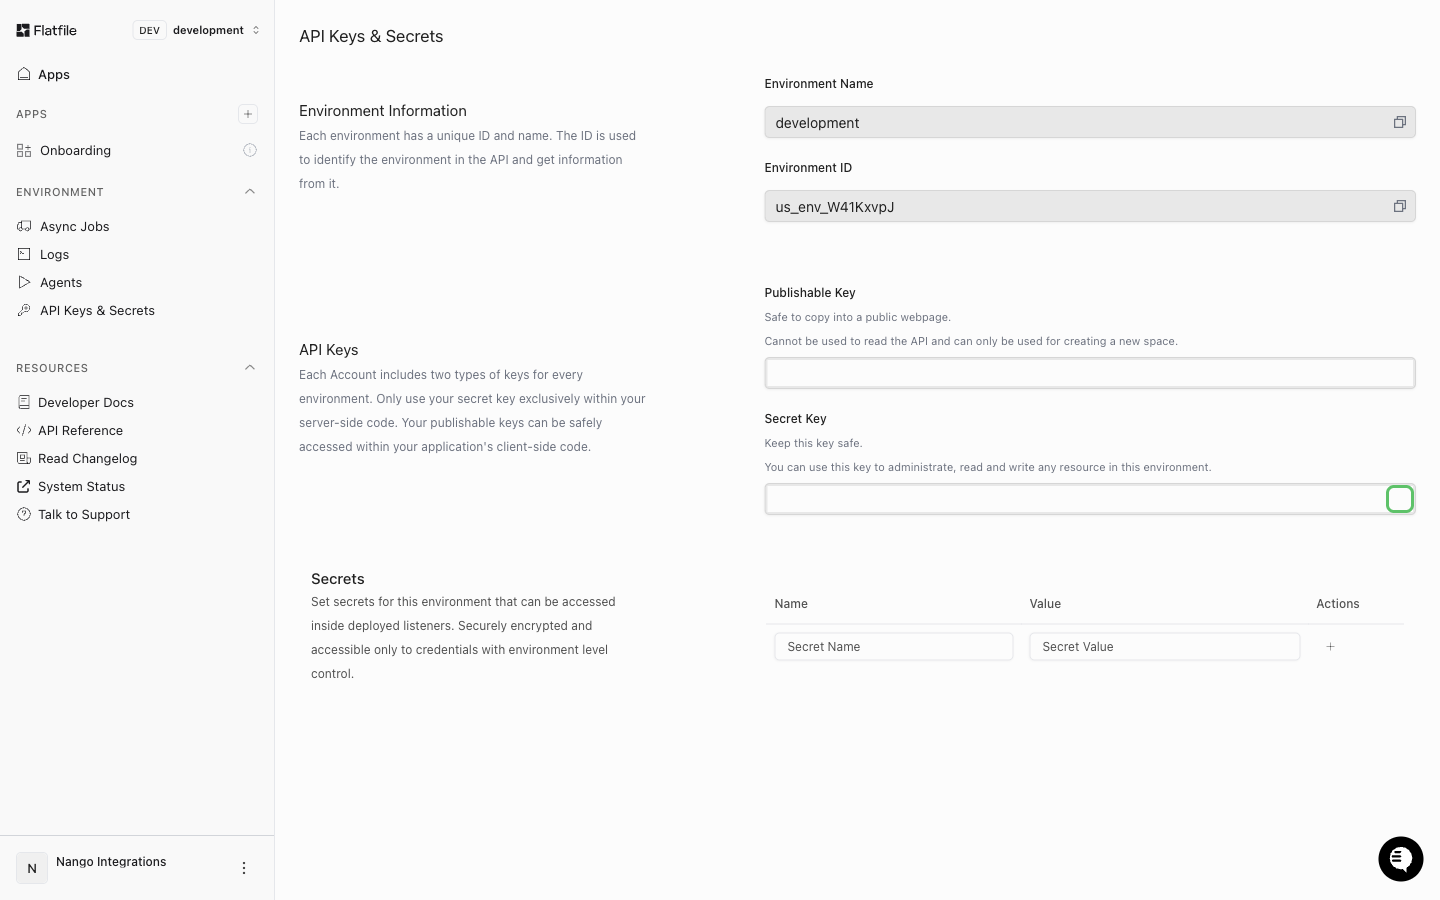 Flatfile
DEV
development
Apps
APPS
Onboarding
ENVIRONMENT
Async Jobs
Logs
Agents
API Keys & Secrets
RESOURCES
Developer Docs
API Reference
Read Changelog
System Status
Talk to Support
N
Nango Integrations
API Keys & Secrets
Environment Information
Each environment has a unique ID and name. The ID is used
to identify the environment in the API and get information
from it.
Environment Name
development
Environment ID
us_env_W41KxvpJ
API Keys
Each Account includes two types of keys for every
environment. Only use your secret key exclusively within your
server-side code. Your publishable keys can be safely
accessed within your application's client-side code.
Publishable Key
Safe to copy into a public webpage.
Cannot be used to read the API and can only be used for creating a new space.
Secret Key
Keep this key safe.
You can use this key to administrate, read and write any resource in this environment.
Secrets
Set secrets for this environment that can be accessed
inside deployed listeners. Securely encrypted and
accessible only to credentials with environment level
control.
Name
Value
Actions
Secret Name
Secret Value